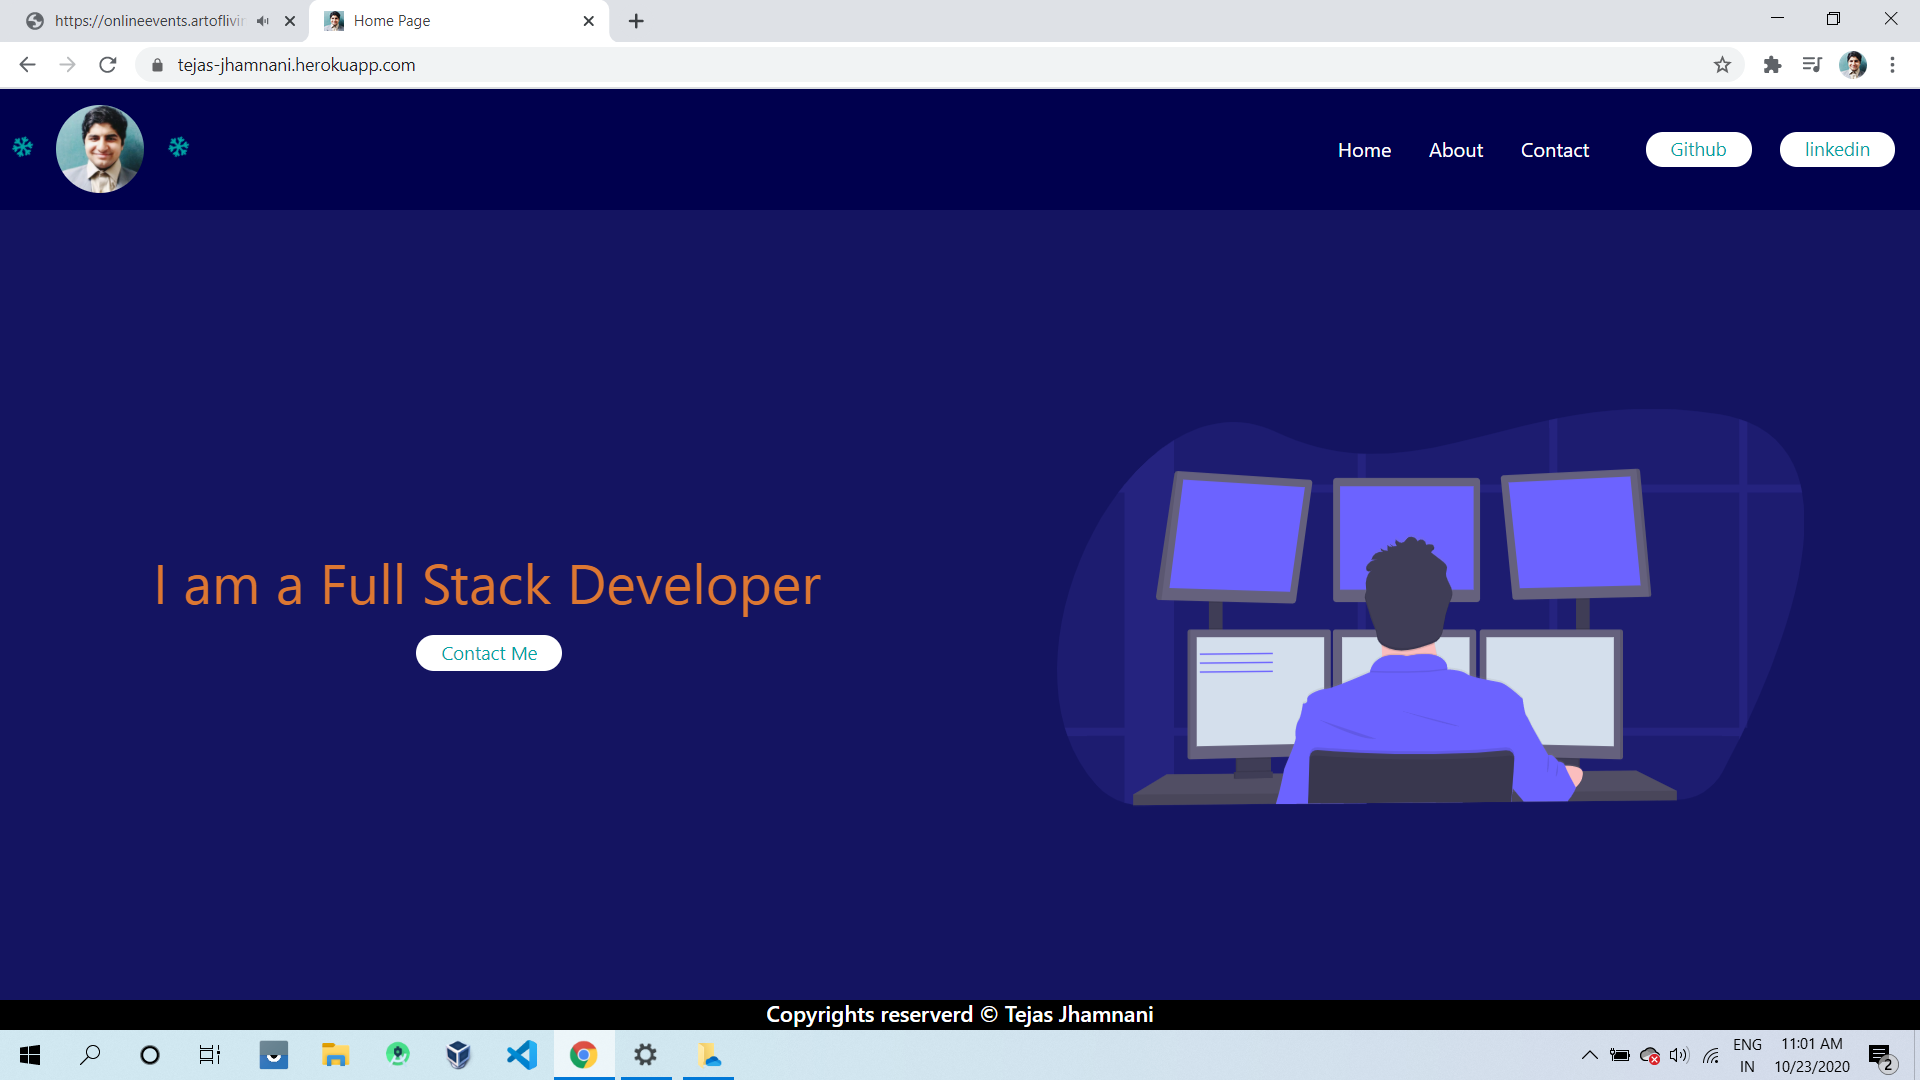 https://onlineevents.artoflivin
Home Page
tejas-jhamnani.herokuapp.com
Home About Contact Github linkedin
I am a Full Stack Developer
Contact Me
Copyrights reserverd © Tejas Jhamnani
ENG 11:01 AM
IN 10/23/2020
2